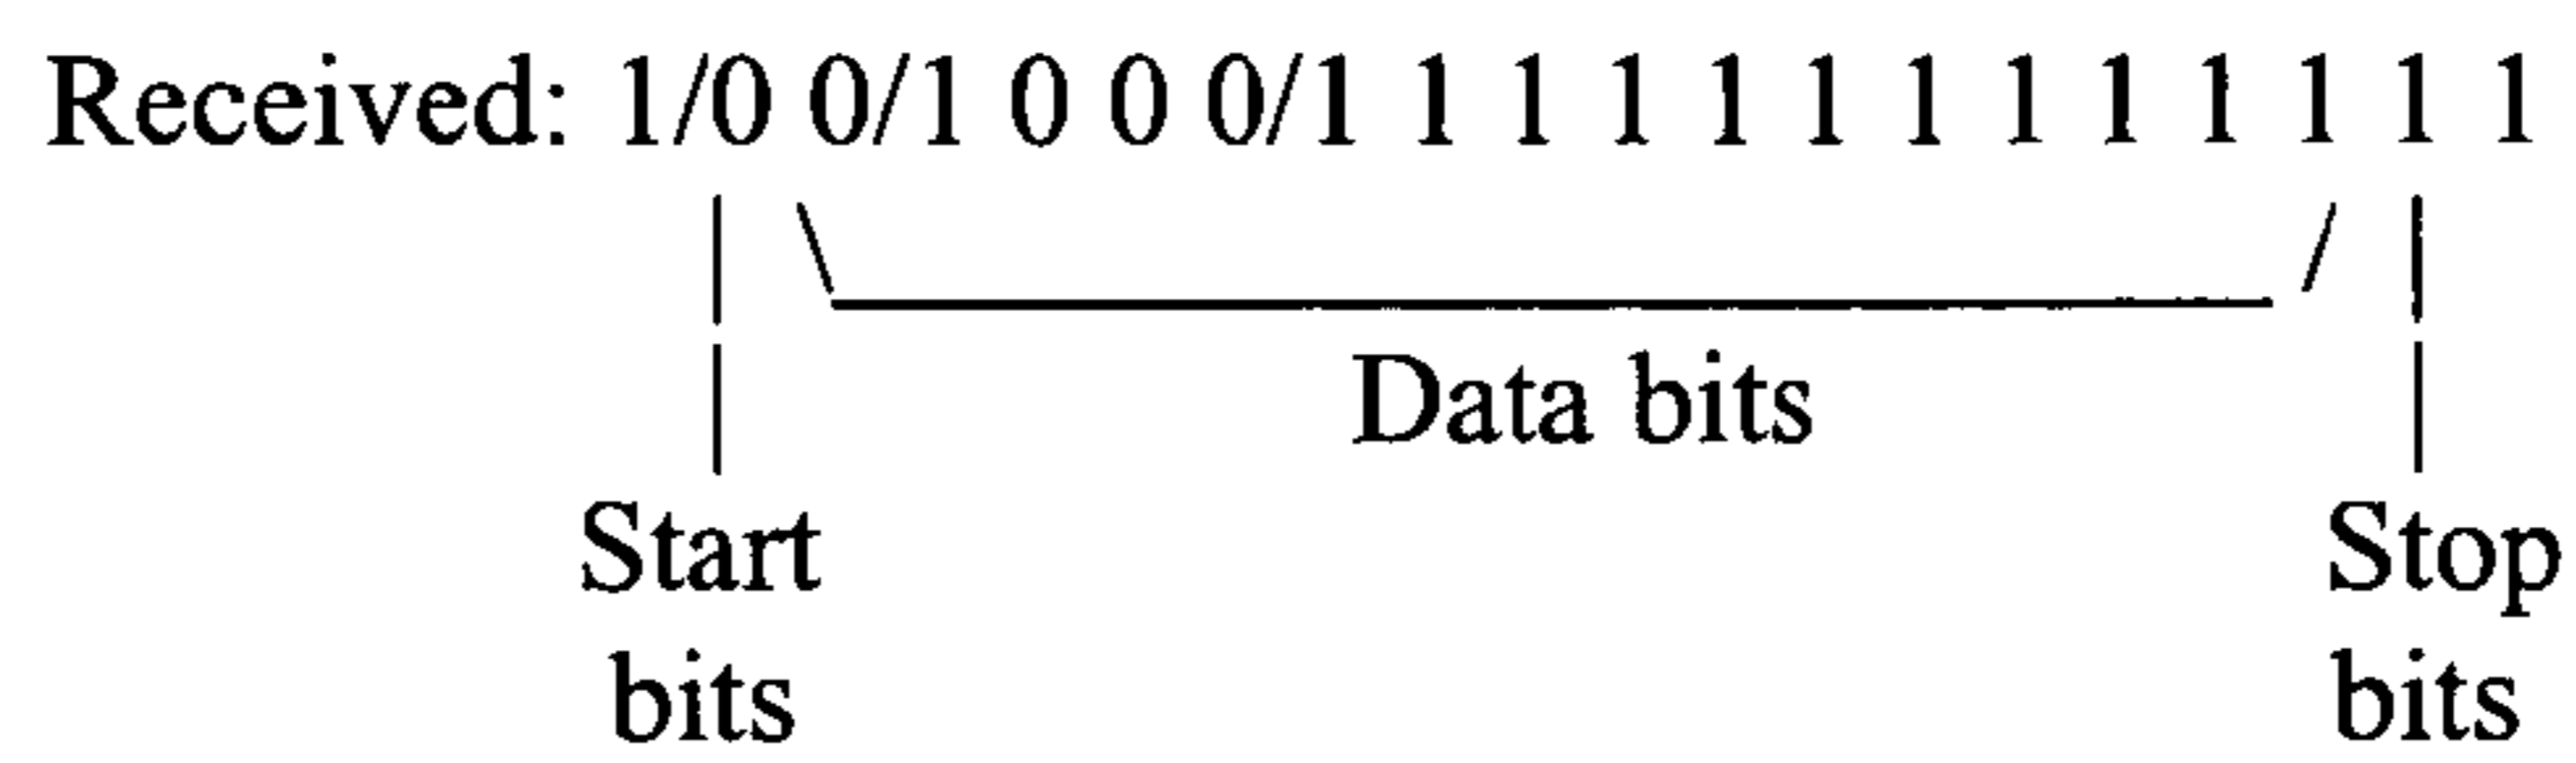 Received: 1/0 0/1 0 0 0/1 1 1 1 1 1 1 1 1 1 1 1 1
Data bits
Start Stop
bits bits